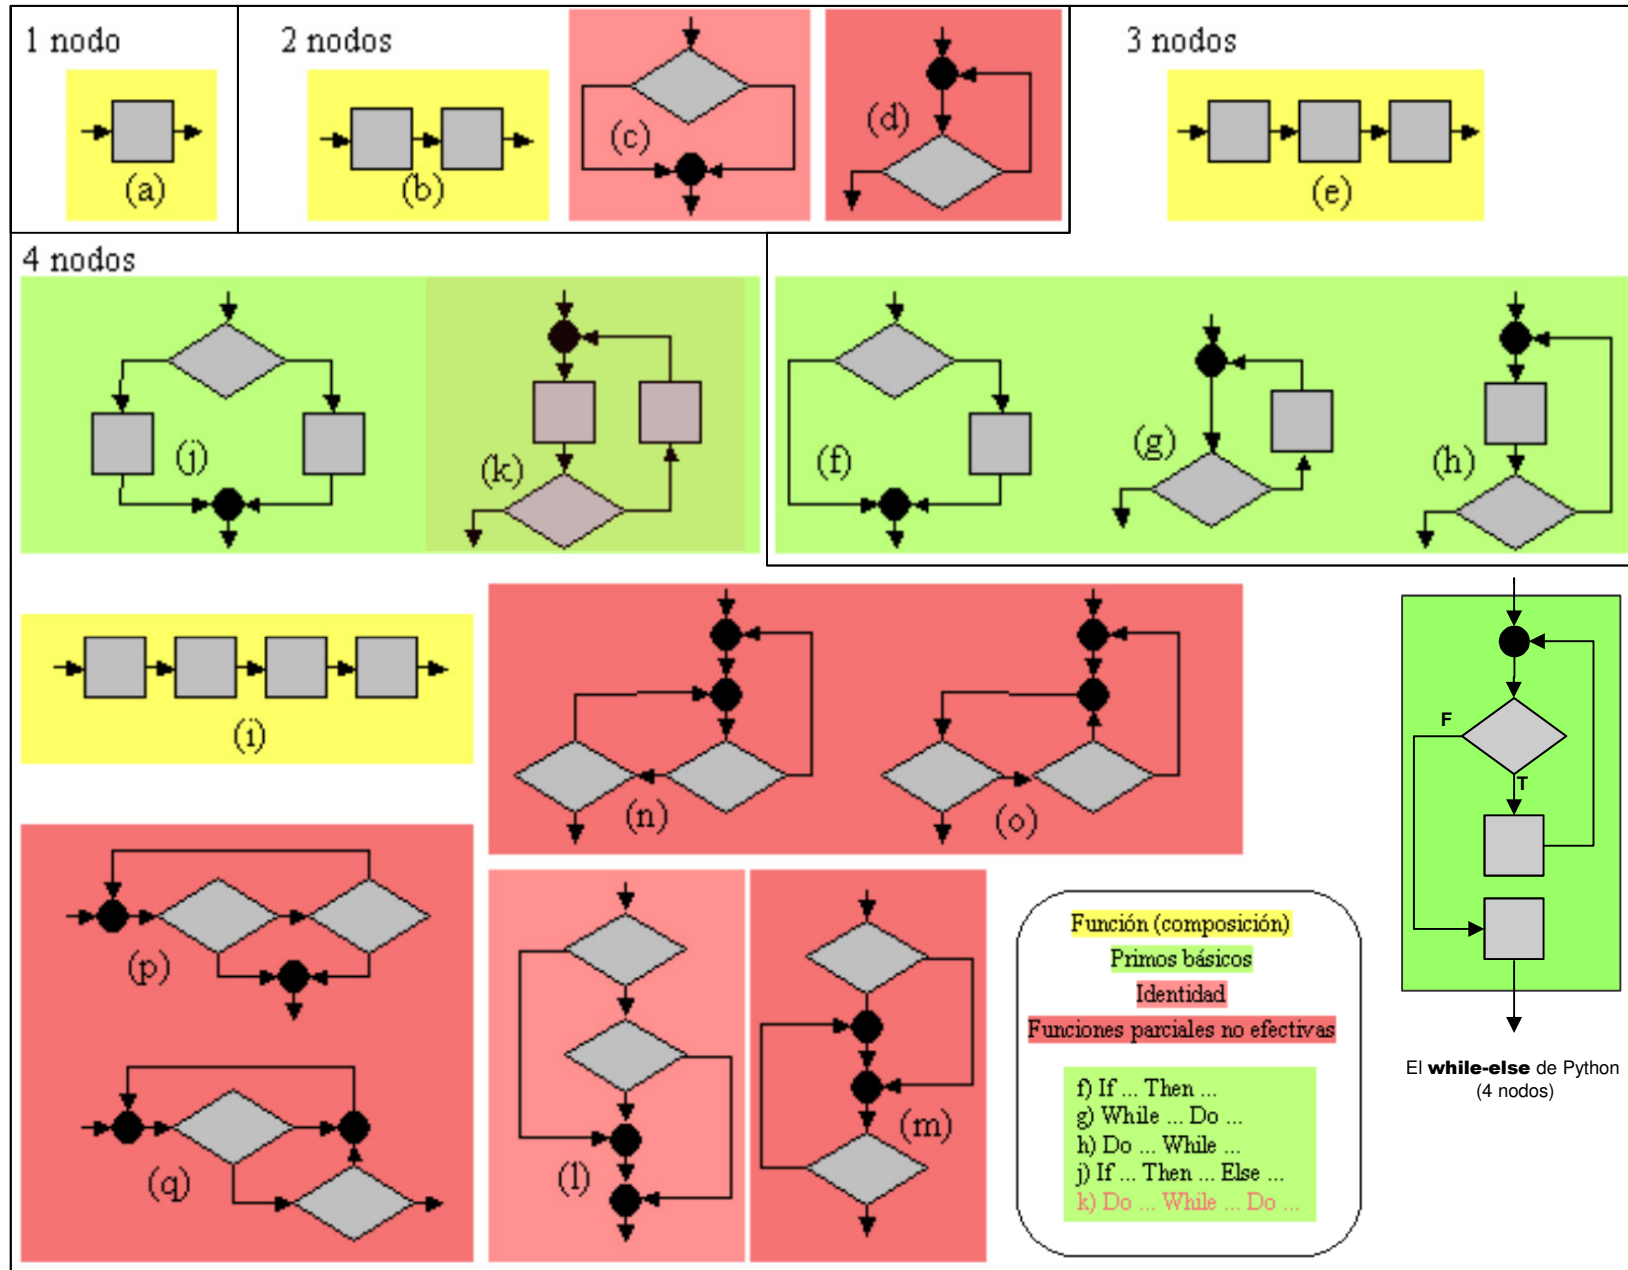 1 nodo
2 nodos
3 nodos
(a)
(b)
(c)
(d)
(e)
4 nodos
(j)
(k)
(f)
(g)
(h)
(i)
(n)
(o)
F
T
(p)
(q)
(l)
(m)
Función (composición)
Primos básicos
Identidad
Funciones parciales no efectivas
f) If ... Then ...
g) While ... Do ...
h) Do ... While ...
j) If ... Then ... Else ...
k) Do ... While ... Do ...
El while-else de Python
(4 nodos)